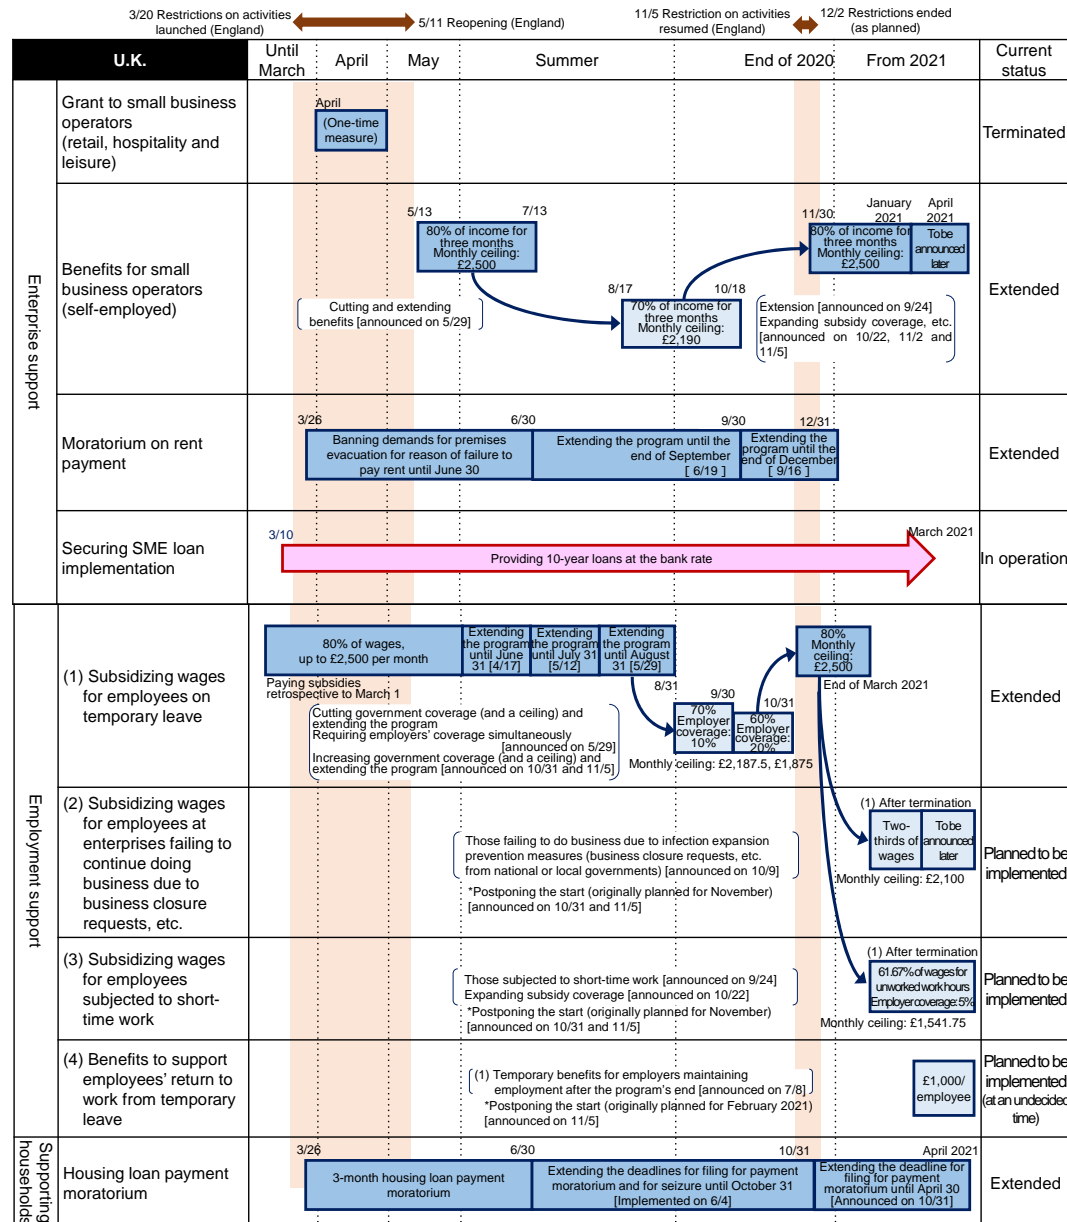 3/20 Restrictions on activities
launched (England)
5/11 Reopening (England)
11/5 Restriction on activities
resumed (England)
12/2 Restrictions ended
(as planned)
U.K.
Until
March
April
May
Summer
End of 2020
From 2021
Current
status
Enterprise support
Grant to small business
operators
(retail, hospitality and
leisure)
April
(One-time
measure)
Terminated
Benefits for small
business operators
(self-employed)
5/13
7/13
80% of income for
three months
Monthly ceiling:
£2,500
Cutting and extending
benefits [announced on 5/29]
8/17
10/18
70% of income for
three months
Monthly ceiling:
£2,190
11/30
January
2021
April
2021
80% of income for
three months
Monthly ceiling:
£2,500
To be
announced
later
Extension [announced on 9/24]
Expanding subsidy coverage, etc.
[announced on 10/22, 11/2 and
11/5]
Extended
Moratorium on rent
payment
3/26
6/30
9/30
12/31
Banning demands for premises
evacuation for reason of failure to
pay rent until June 30
Extending the program until the
end of September
[ 6/19 ]
Extending the
program until the
end of December
[ 9/16 ]
Extended
Securing SME loan
implementation
3/10
March 2021
Providing 10-year loans at the bank rate
In operation
Employment support
(1) Subsidizing wages
for employees on
temporary leave
80% of wages,
up to £2,500 per month
Extending
the program
until June
31 [4/17]
Extending
the program
until July 31
[5/12]
Extending
the program
until August
31 [5/29]
Paying subsidies
retrospective to March 1
8/31
9/30
10/31
70%
Employer
coverage:
10%
60%
Employer
coverage:
20%
Monthly ceiling: £2,187.5, £1,875
80%
Monthly
ceiling:
£2,500
End of March 2021
Cutting government coverage (and a ceiling) and
extending the program
Requiring employers' coverage simultaneously
[announced on 5/29]
Increasing government coverage (and a ceiling) and
extending the program [announced on 10/31 and 11/5]
Extended
(2) Subsidizing wages
for employees at
enterprises failing to
continue doing
business due to
business closure
requests, etc.
Those failing to do business due to infection expansion
prevention measures (business closure requests, etc.
from national or local governments) [announced on 10/9]
*Postponing the start (originally planned for November)
[announced on 10/31 and 11/5]
(1) After termination
Two-
thirds of
wages
To be
announced
later
Monthly ceiling: £2,100
Planned to be
implemented
(3) Subsidizing wages
for employees
subjected to short-
time work
Those subjected to short-time work [announced on 9/24]
Expanding subsidy coverage [announced on 10/22]
*Postponing the start (originally planned for November)
[announced on 10/31 and 11/5]
(1) After termination
61.67% of wages for
unworked work hours
Employer coverage: 5%
Monthly ceiling: £1,541.75
Planned to be
implemented
(4) Benefits to support
employees' return to
work from temporary
leave
(1) Temporary benefits for employers maintaining
employment after the program's end [announced on 7/8]
*Postponing the start (originally planned for February 2021)
[announced on 11/5]
£1,000/
employee
Planned to be
implemented
(at an undecided
time)
Supporting
households
Housing loan payment
moratorium
3/26
6/30
10/31
April 2021
3-month housing loan payment
moratorium
Extending the deadlines for filing for payment
moratorium and for seizure until October 31
[Implemented on 6/4]
Extending the deadline for
filing for payment
moratorium until April 30
[Announced on 10/31]
Extended